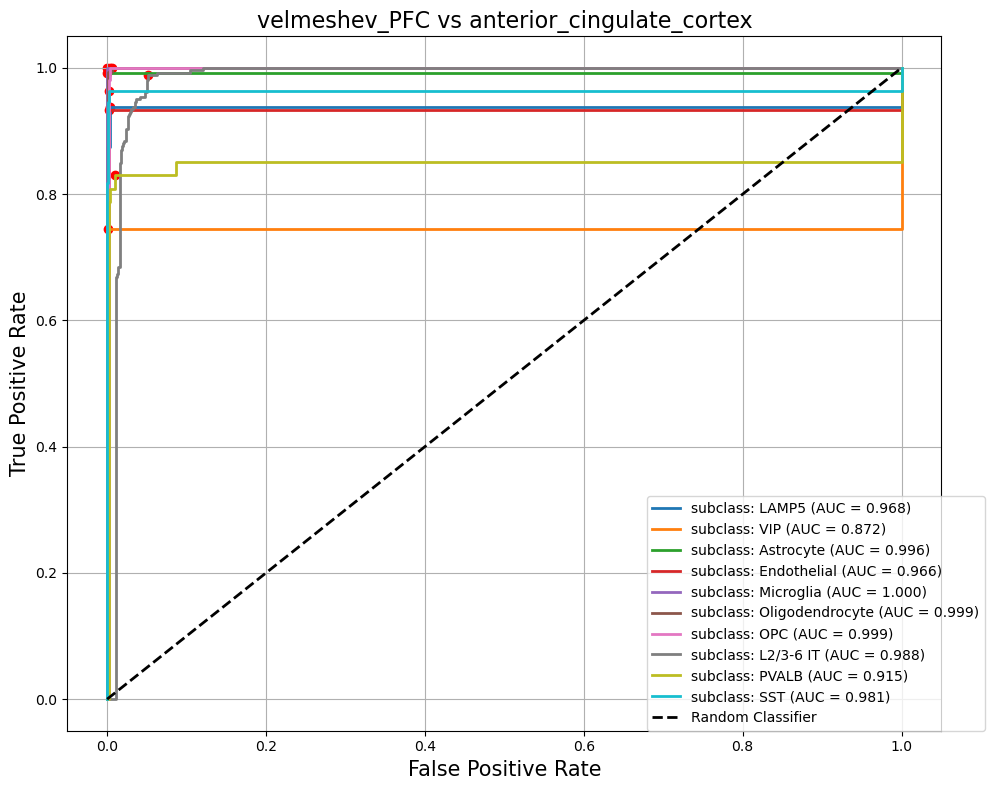 velmeshev_PFC vs anterior_cingulate_cortex
True Positive Rate
1.0
0.8
0.6
0.4
0.2
0.0
0.0
0.2
0.4
0.6
0.8
1.0
False Positive Rate
subclass: LAMP5 (AUC = 0.968)
subclass: VIP (AUC = 0.872)
subclass: Astrocyte (AUC = 0.996)
subclass: Endothelial (AUC = 0.966)
subclass: Microglia (AUC = 1.000)
subclass: Oligodendrocyte (AUC = 0.999)
subclass: OPC (AUC = 0.999)
subclass: L2/3-6 IT (AUC = 0.988)
subclass: PVALB (AUC = 0.915)
subclass: SST (AUC = 0.981)
Random Classifier